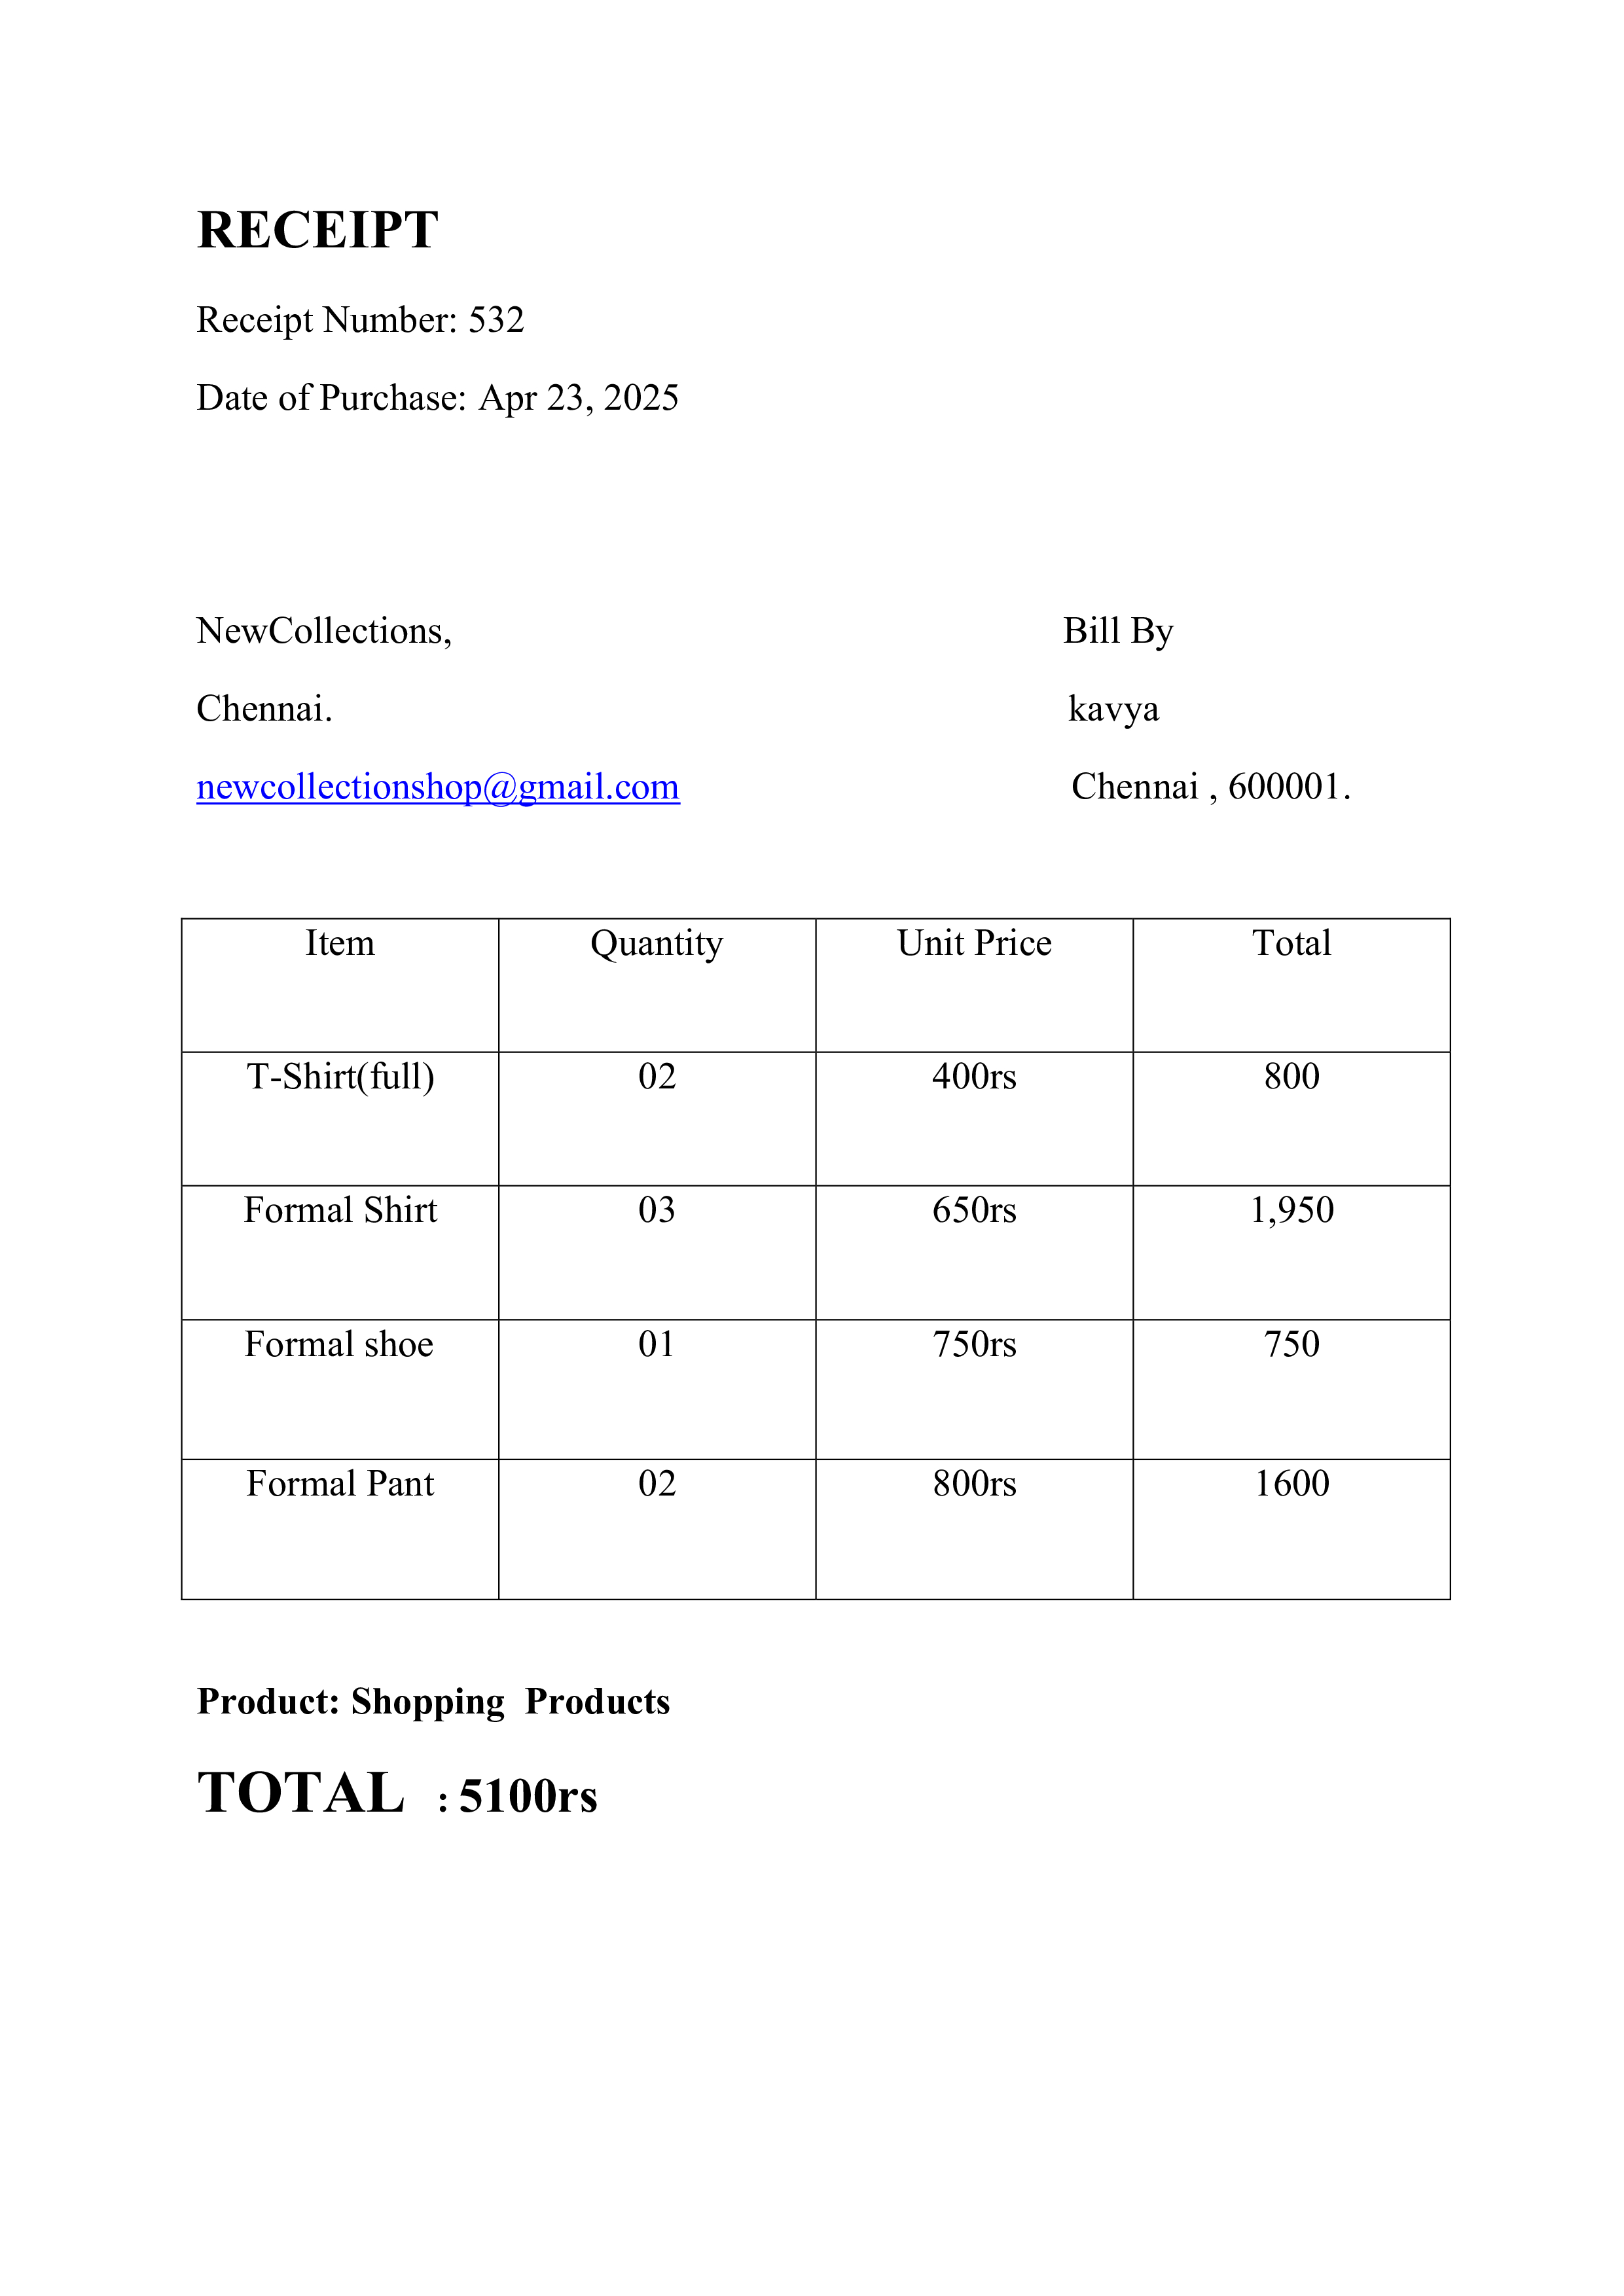 RECEIPT
Receipt Number: 532
Date of Purchase: Apr 23, 2025
NewCollections, Bill By
Chennai. kavya
newcollectionshop@gmail.com Chennai , 600001.
Item Quantity Unit Price Total
T-Shirt(full) 02 400rs 800
Formal Shirt 03 650rs 1,950
Formal shoe 01 750rs 750
Formal Pant 02 800rs 1600
Product: Shopping  Products
TOTAL : 5100rs